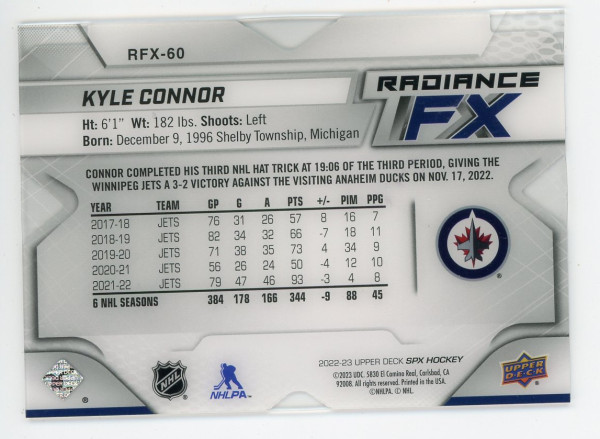 RFX-60
RADIANCE
FX
KYLE CONNOR
Ht: 6'1" Wt: 182 lbs. Shoots: Left
Born: December 9, 1996 Shelby Township, Michigan
CONNOR COMPLETED HIS THIRD NHL HAT TRICK AT 19:06 OF THE THIRD PERIOD, GIVING THE
WINNIPEG JETS A 3-2 VICTORY AGAINST THE VISITING ANAHEIM DUCKS ON NOV. 17, 2022.
YEAR TEAM GP G A PTS +/- PIM PPG
2017-18 JETS 76 31 26 57 8 16 7
2018-19 JETS 82 34 32 66 -7 18 11
2019-20 JETS 71 38 35 73 4 34 9
2020-21 JETS 56 26 24 50 -4 12 10
2021-22 JETS 79 47 46 93 -3 4 8
6 NHL SEASONS 384 178 166 344 -9 88 45
®
2022-23 UPPER DECK SPX HOCKEY
©2023 UDC, 5830 El Camino Real, Carlsbad, CA
92008. All rights reserved. Printed in the USA.
©NHLPA. © NHL.
®
NHL
NHLPA
UPPER
DECK